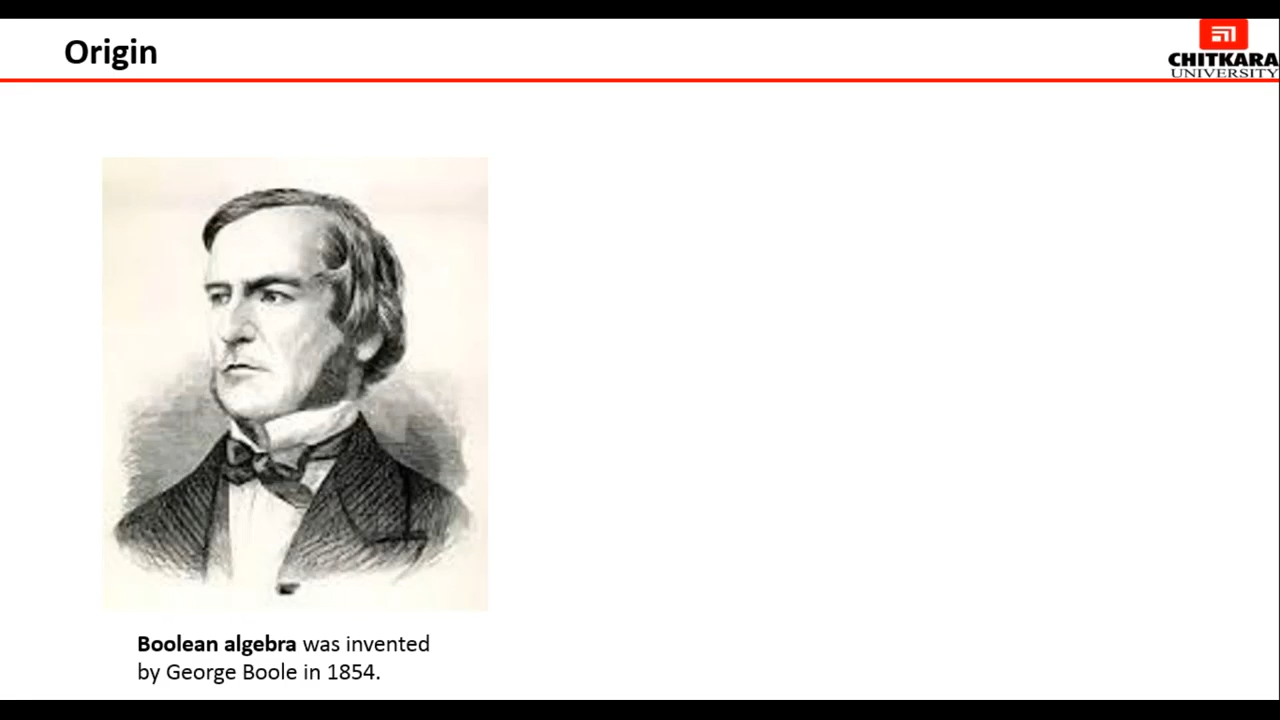 Origin
CHITKARA
UNIVERSITY
Boolean algebra was invented
by George Boole in 1854.